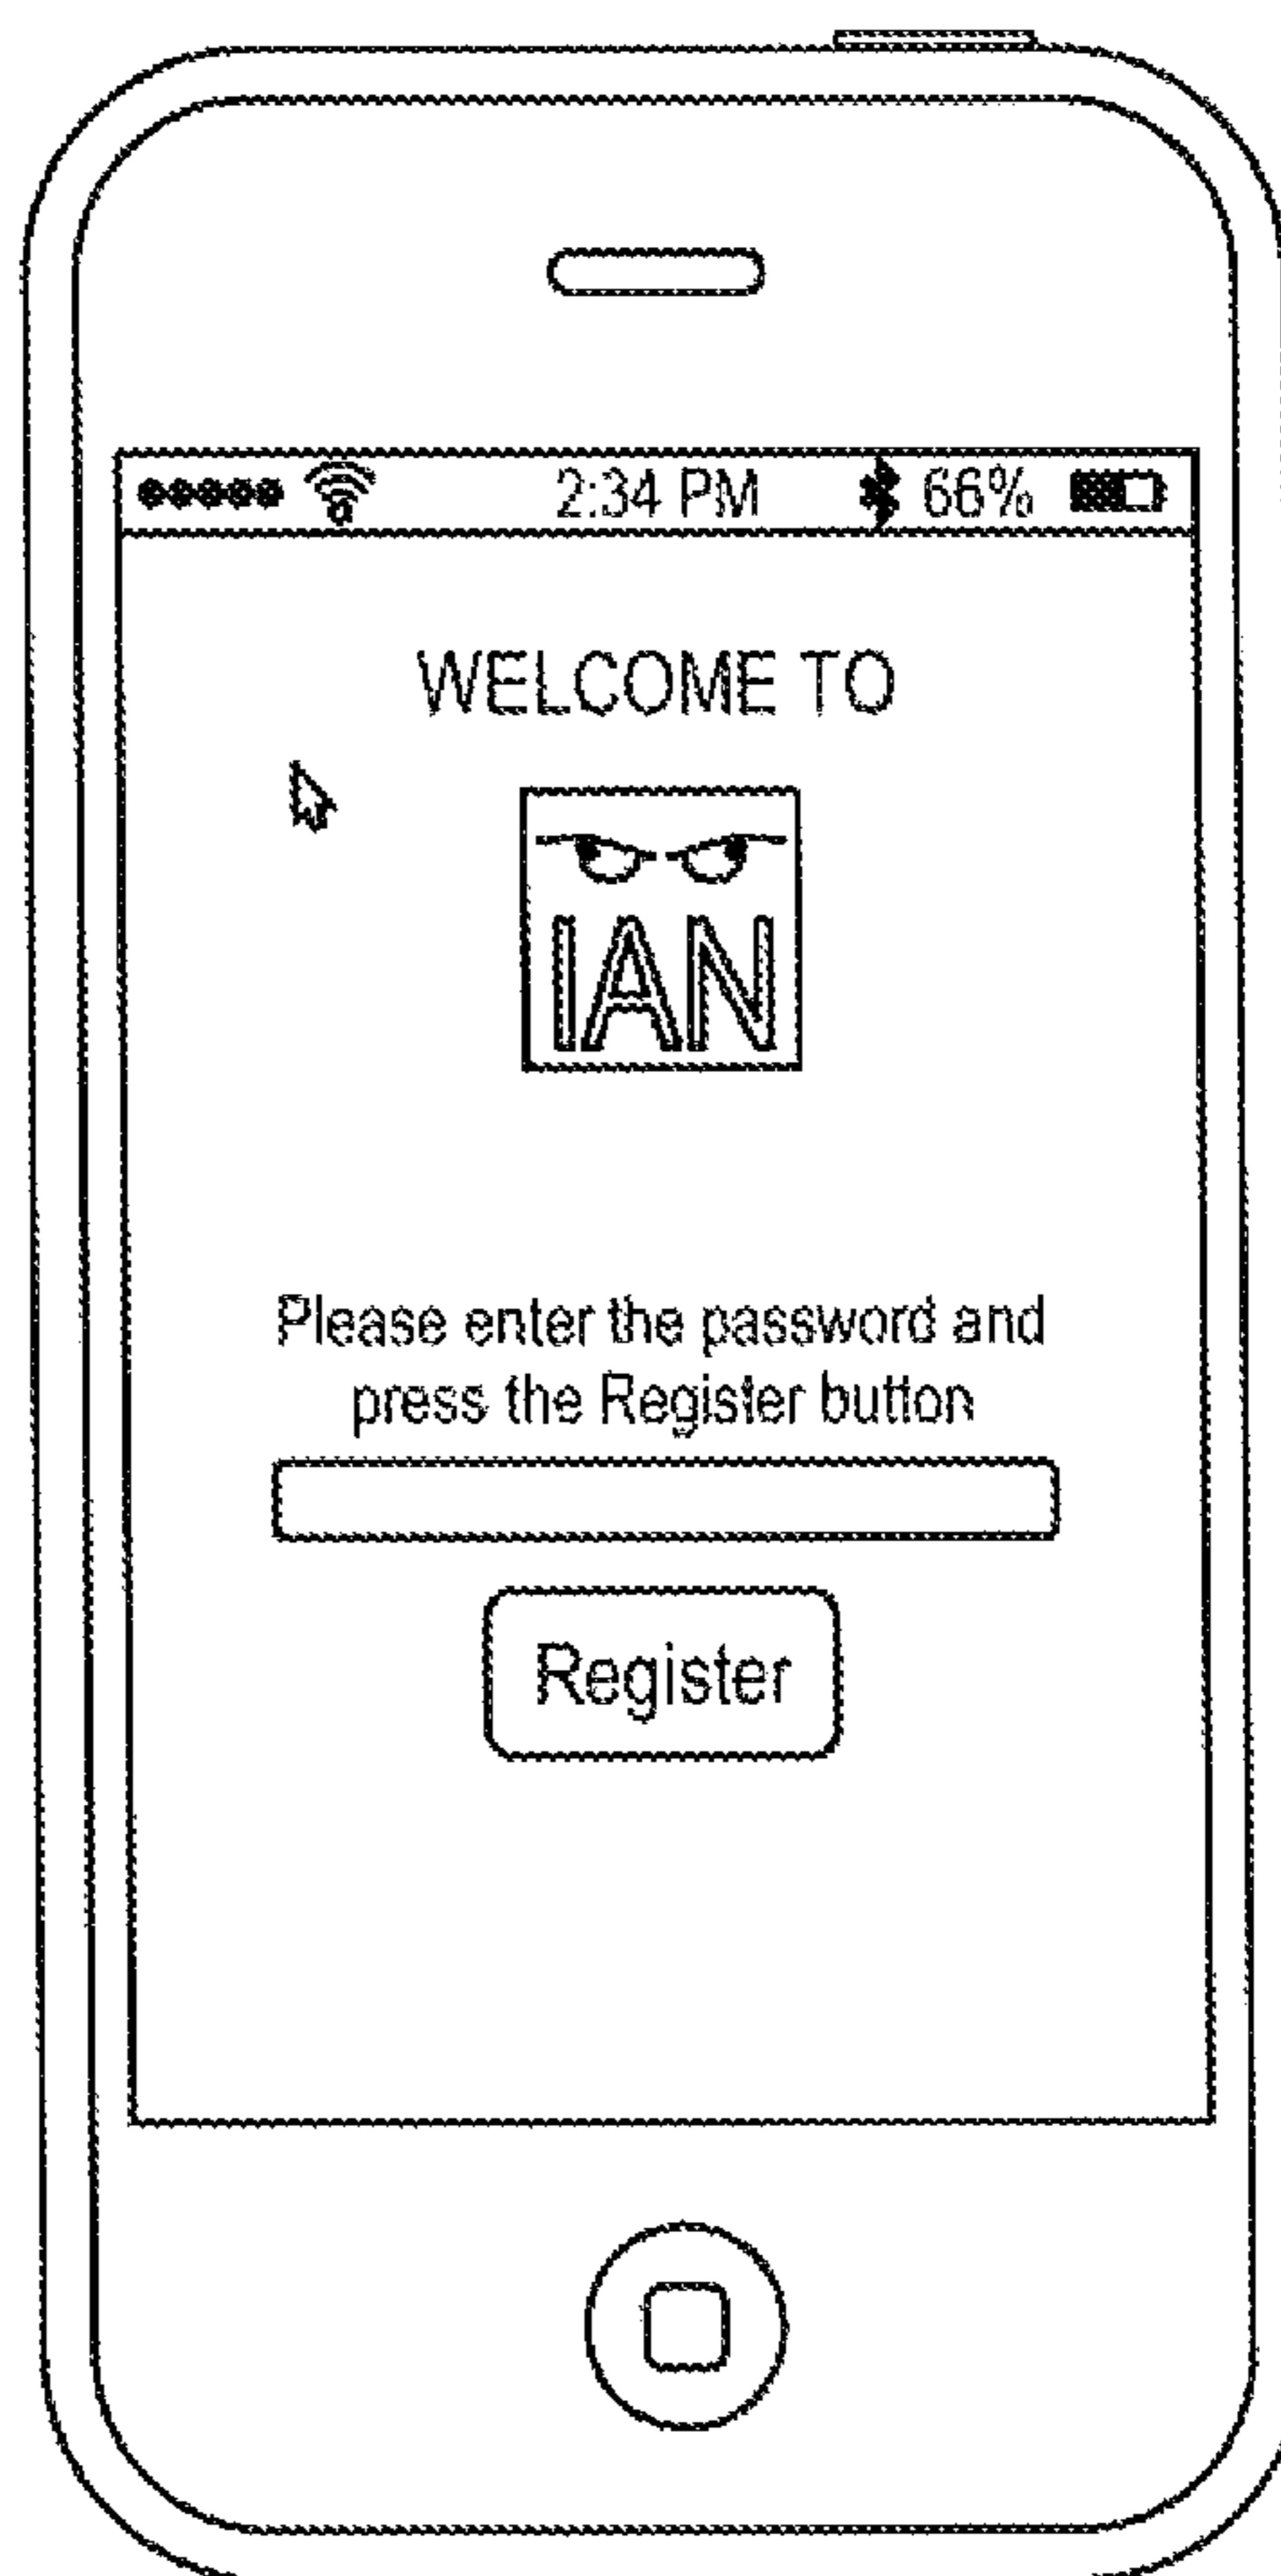 2:34 PM 66%
WELCOME TO
IAN
Please enter the password and
press the Register button
Register